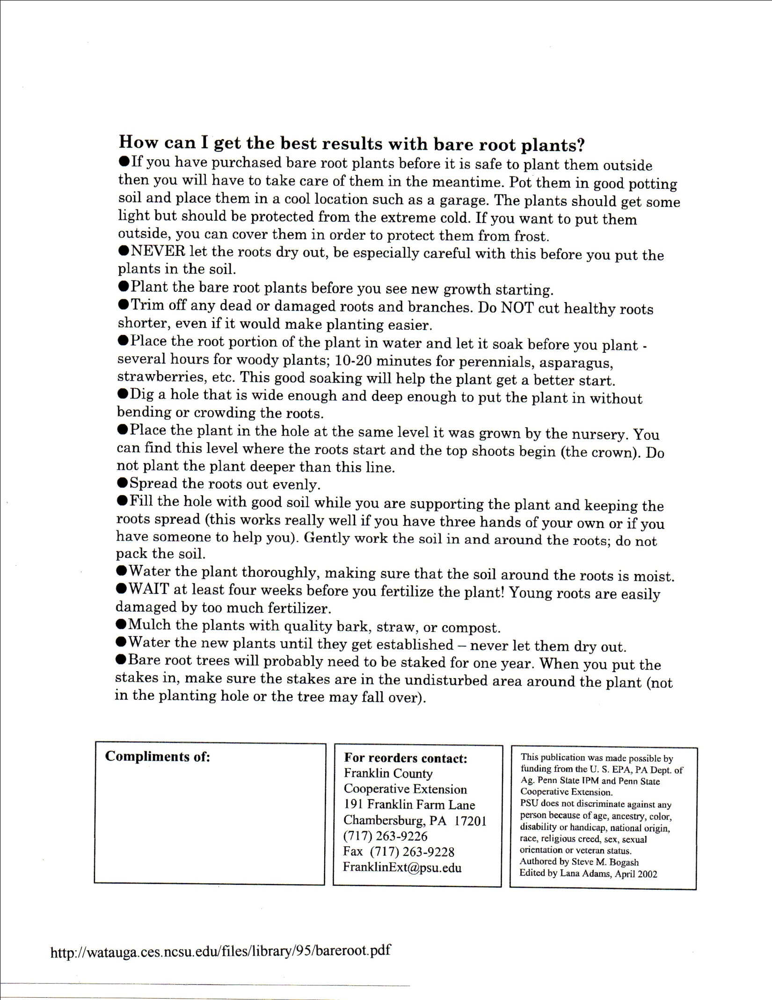 How can I get the best results with bare root plants?
●If you have purchased bare root plants before it is safe to plant them outside
then you will have to take care of them in the meantime. Pot them in good potting
soil and place them in a cool location such as a garage. The plants should get some
light but should be protected from the extreme cold. If you want to put them
outside, you can cover them in order to protect them from frost.
●NEVER let the roots dry out, be especially careful with this before you put the
plants in the soil.
●Plant the bare root plants before you see new growth starting.
●Trim off any dead or damaged roots and branches. Do NOT cut healthy roots
shorter, even if it would make planting easier.
●Place the root portion of the plant in water and let it soak before you plant -
several hours for woody plants; 10-20 minutes for perennials, asparagus,
strawberries, etc. This good soaking will help the plant get a better start.
●Dig a hole that is wide enough and deep enough to put the plant in without
bending or crowding the roots.
●Place the plant in the hole at the same level it was grown by the nursery. You
can find this level where the roots start and the top shoots begin (the crown). Do
not plant the plant deeper than this line.
●Spread the roots out evenly.
●Fill the hole with good soil while you are supporting the plant and keeping the
roots spread (this works really well if you have three hands of your own or if you
have someone to help you). Gently work the soil in and around the roots; do not
pack the soil.
●Water the plant thoroughly, making sure that the soil around the roots is moist.
●WAIT at least four weeks before you fertilize the plant! Young roots are easily
damaged by too much fertilizer.
●Mulch the plants with quality bark, straw, or compost.
●Water the new plants until they get established – never let them dry out.
●Bare root trees will probably need to be staked for one year. When you put the
stakes in, make sure the stakes are in the undisturbed area around the plant (not
in the planting hole or the tree may fall over).
Compliments of:
For reorders contact:
Franklin County
Cooperative Extension
191 Franklin Farm Lane
Chambersburg, PA 17201
(717) 263-9226
Fax (717) 263-9228
FranklinExt@psu.edu
This publication was made possible by
funding from the U. S. EPA, PA Dept. of
Ag. Penn State IPM and Penn State
Cooperative Extension.
PSU does not discriminate against any
person because of age, ancestry, color,
disability or handicap, national origin,
race, religious creed, sex, sexual
orientation or veteran status.
Authored by Steve M. Bogash
Edited by Lana Adams, April 2002
http://watauga.ces.ncsu.edu/files/library/95/bareroot.pdf